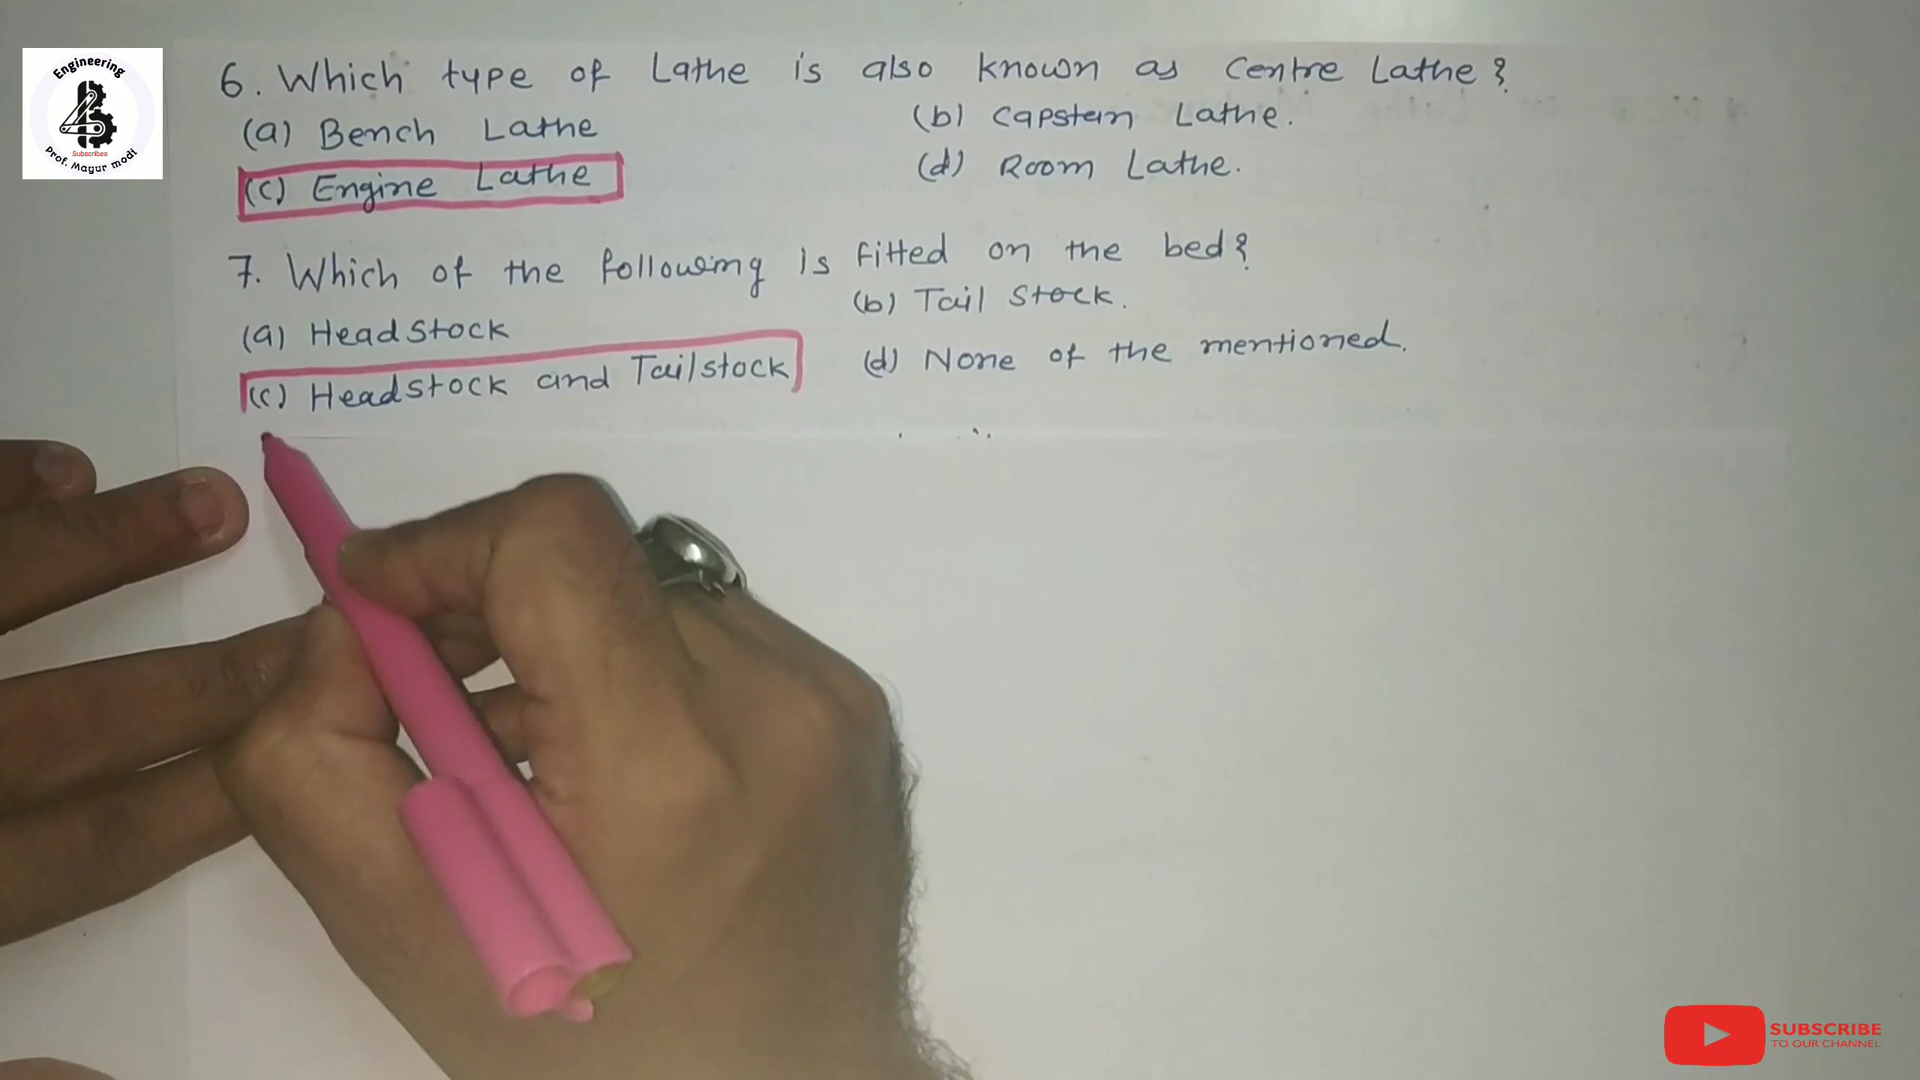 Engineering
Subscribes
Prof. Mayur modi
6. Which type of Lathe is also known as Centre Lathe?
(a) Bench Lathe (b) Capstan Lathe.
(c) Engine Lathe (d) Room Lathe.
7. Which of the following is fitted on the bed?
(a) Headstock (b) Tail Stock.
(c) Headstock and Tailstock (d) None of the mentioned.
SUBSCRIBE
TO OUR CHANNEL